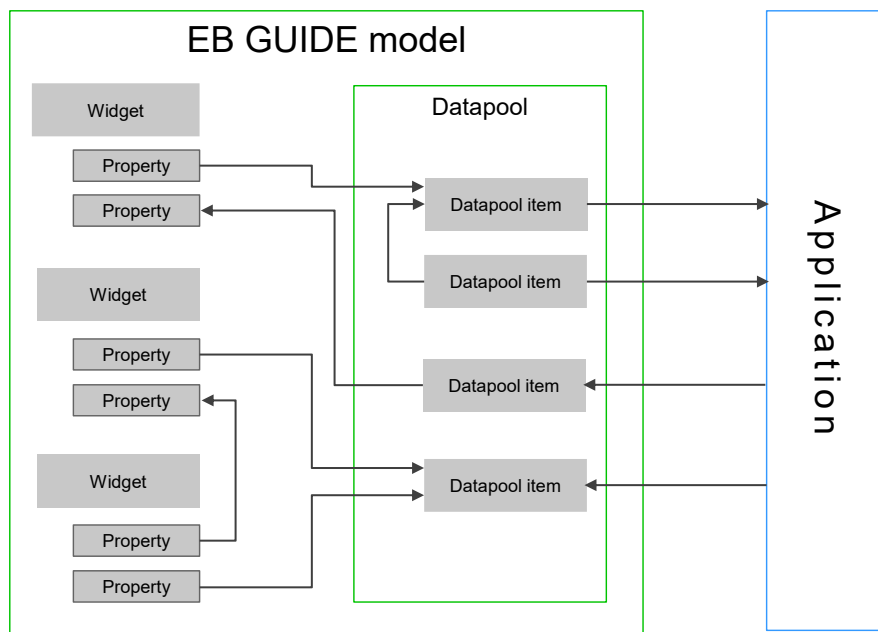 EB GUIDE model
Widget
Property
Property
Widget
Property
Property
Widget
Property
Property
Datapool
Datapool item
Datapool item
Datapool item
Datapool item
Application